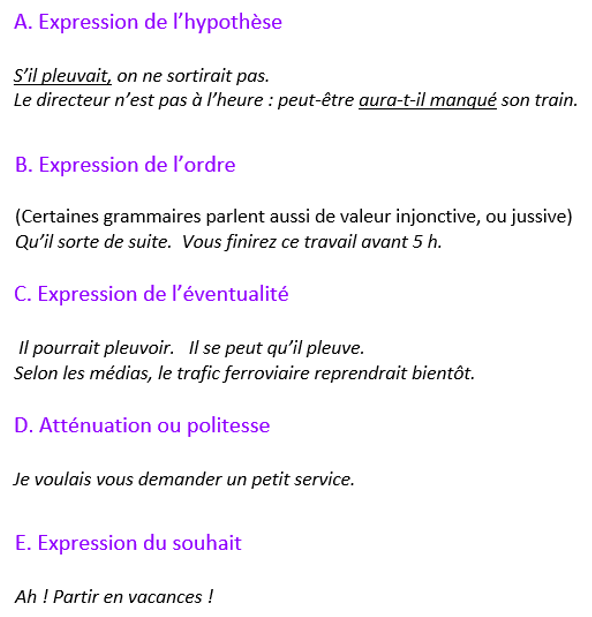 A. Expression de l’hypothèse
S’il pleuvait, on ne sortirait pas.
Le directeur n’est pas à l’heure : peut-être aura-t-il manqué son train.
B. Expression de l’ordre
(Certaines grammaires parlent aussi de valeur injonctive, ou jussive)
Qu’il sorte de suite. Vous finirez ce travail avant 5 h.
C. Expression de l’éventualité
Il pourrait pleuvoir. Il se peut qu’il pleuve.
Selon les médias, le trafic ferroviaire reprendrait bientôt.
D. Atténuation ou politesse
Je voulais vous demander un petit service.
E. Expression du souhait
Ah ! Partir en vacances !